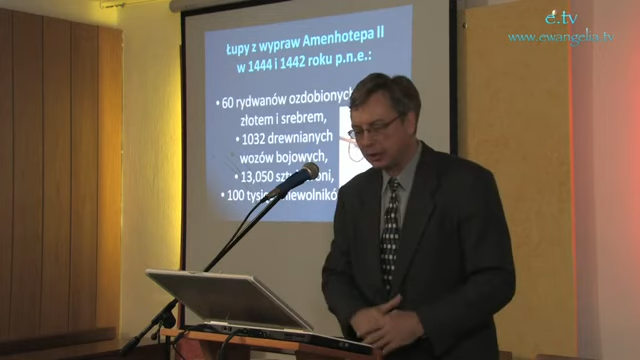 e.tv
www.ewangelia.tv
Łupy z wypraw Amenhotepa II
w 1444 i 1442 roku p.n.e.:
• 60 rydwanów ozdobionych
złotem i srebrem,
• 1032 drewnianych
wozów bojowych,
• 13,050
• 100